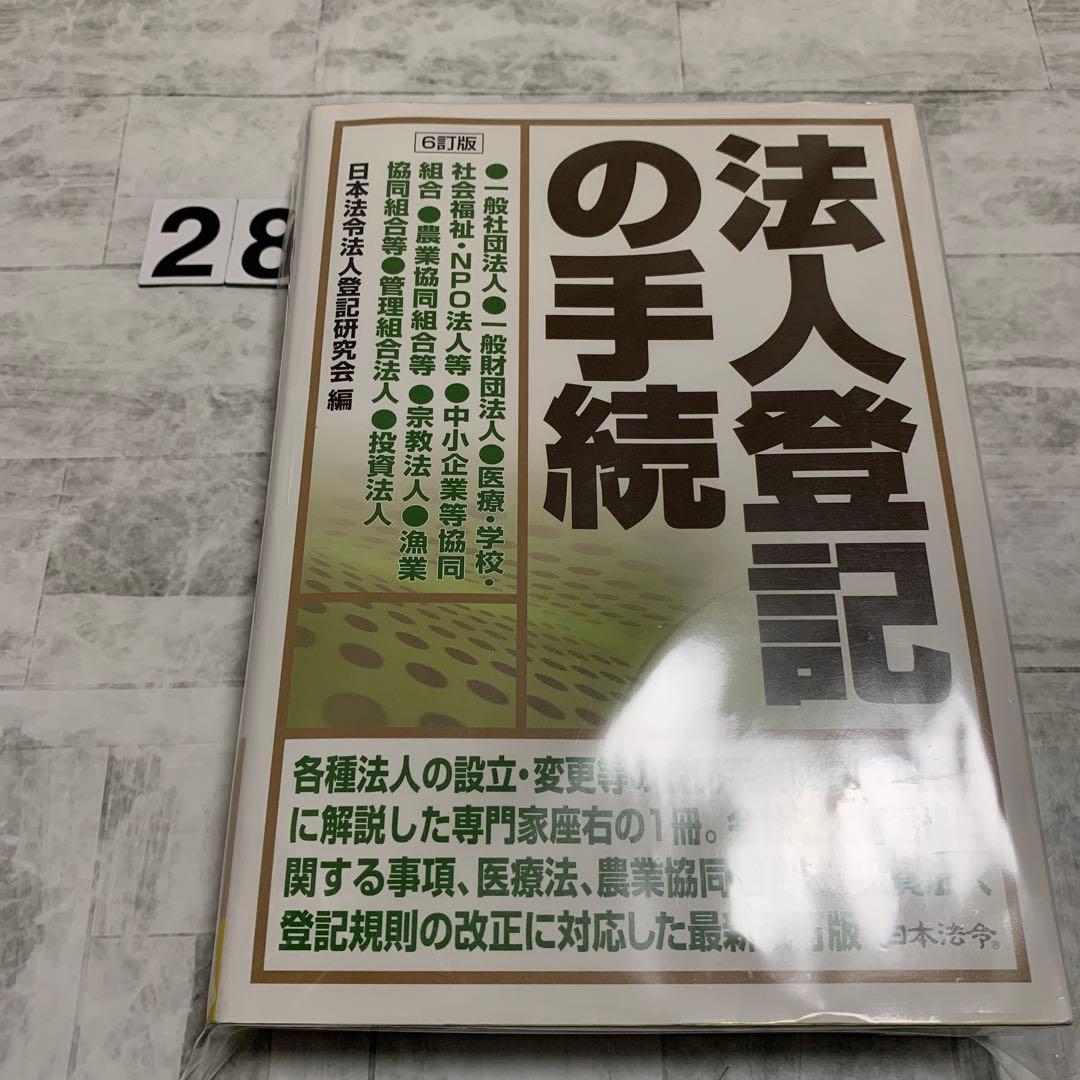 法人登記
の手続
6訂版
●一般社団法人●一般財団法人●医療・学校・
社会福祉・NPO法人等●中小企業等協同
組合●農業協同組合等●宗教法人●漁業
協同組合等●管理組合法人●投資法人
日本法令法人登記研究会 編
28
各種法人の設立・変更等
に解説した専門家座右の1冊。
関する事項、医療法、農業協同
登記規則の改正に対応した最新
版
日本法令®